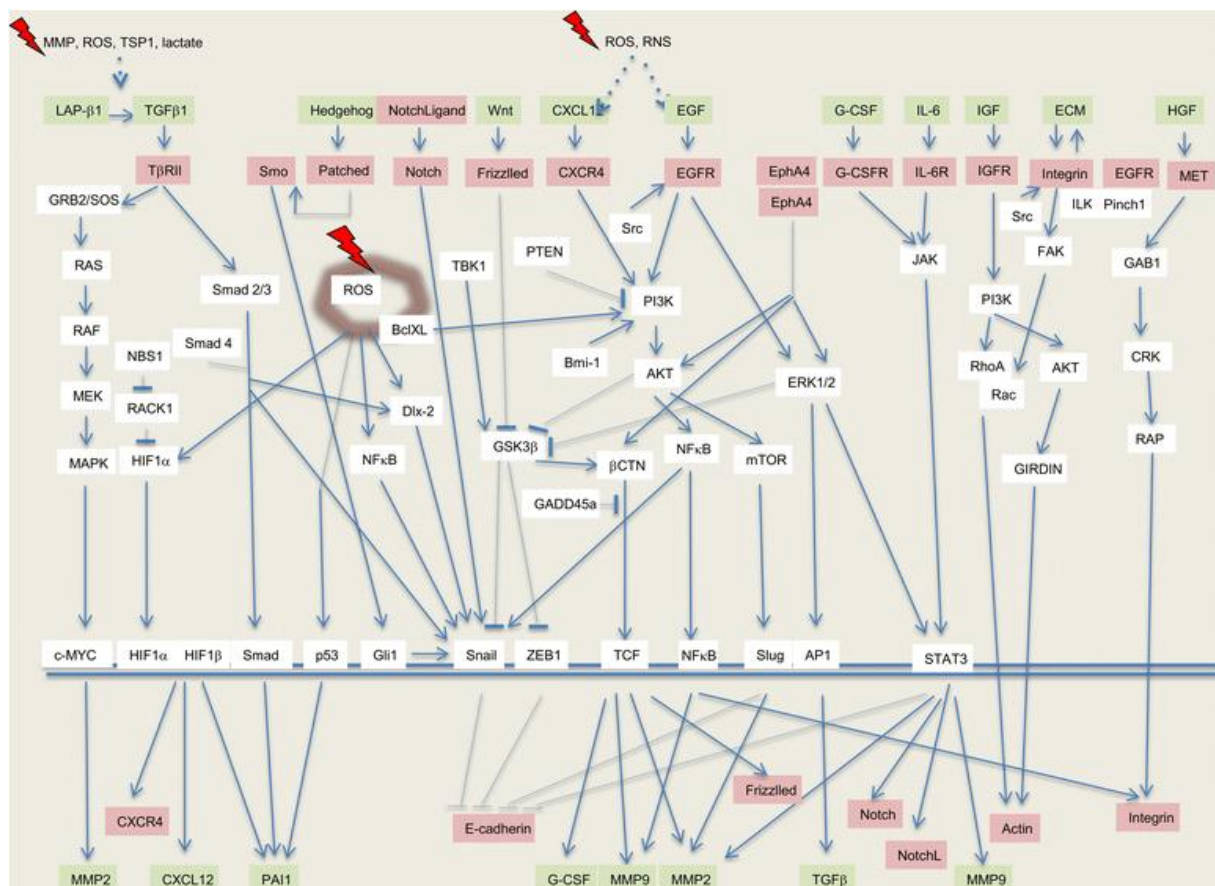 MMP, ROS, TSP1, lactate
ROS, RNS
LAP-β1
TGFβ1
Hedgehog
NotchLigand
Wnt
CXCL12
EGF
G-CSF
IL-6
IGF
ECM
HGF
TβRII
Smo
Patched
Notch
Frizzlled
CXCR4
EGFR
EphA4
G-CSFR
IL-6R
IGFR
Integrin
EGFR
MET
GRB2/SOS
EphA4
ILK
Pinch1
Src
Src
RAS
Smad 2/3
ROS
TBK1
PTEN
JAK
FAK
GAB1
PI3K
PI3K
RAF
BclXL
Smad 4
NBS1
Bmi-1
AKT
ERK1/2
RhoA
AKT
CRK
MEK
RACK1
Dlx-2
Rac
MAPK
HIF1α
NFκB
GSK3β
βCTN
NFκB
mTOR
GIRDIN
RAP
GADD45a
c-MYC
HIF1α
HIF1β
Smad
p53
Gli1
Snail
ZEB1
TCF
NFκB
Slug
AP1
STAT3
Frizzlled
CXCR4
E-cadherin
Notch
Actin
Integrin
NotchL
MMP2
CXCL12
PAI1
G-CSF
MMP9
MMP2
TGFβ
MMP9